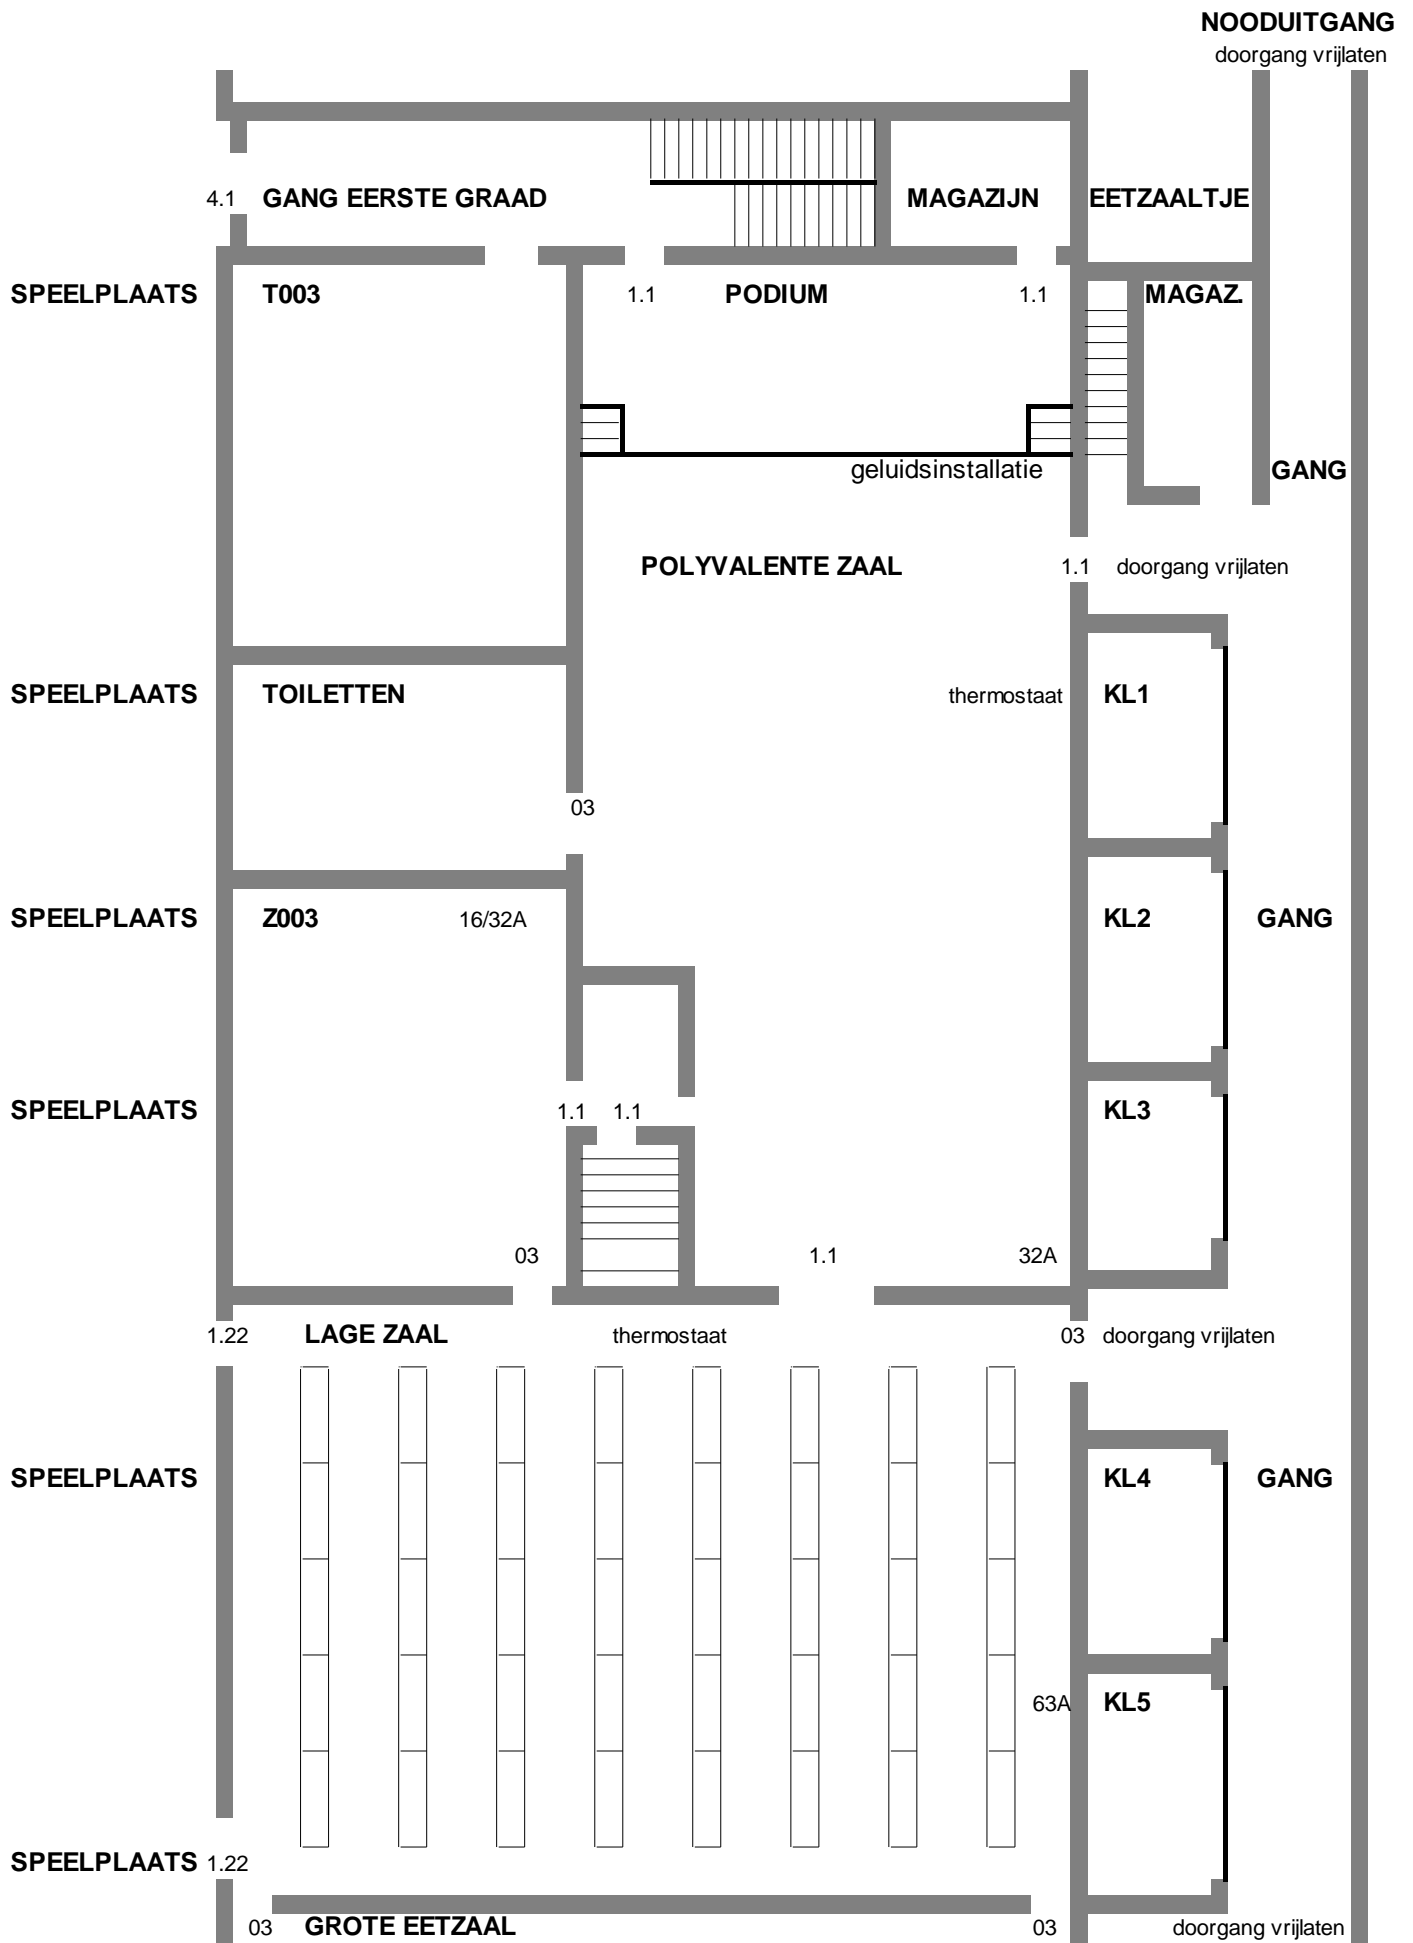 NOODUITGANG
doorgang vrijlaten
4.1 GANG EERSTE GRAAD MAGAZIJN EETZAALTJE
SPEELPLAATS T003 1.1 PODIUM 1.1 MAGAZ.
geluidsinstallatie GANG
POLYVALENTE ZAAL 1.1 doorgang vrijlaten
SPEELPLAATS TOILETTEN thermostaat KL1
03
SPEELPLAATS Z003 16/32A KL2 GANG
SPEELPLAATS 1.1 1.1 KL3
03 1.1 32A
1.22 LAGE ZAAL thermostaat 03 doorgang vrijlaten
SPEELPLAATS KL4 GANG
63A KL5
SPEELPLAATS 1.22
03 GROTE EETZAAL 03 doorgang vrijlaten